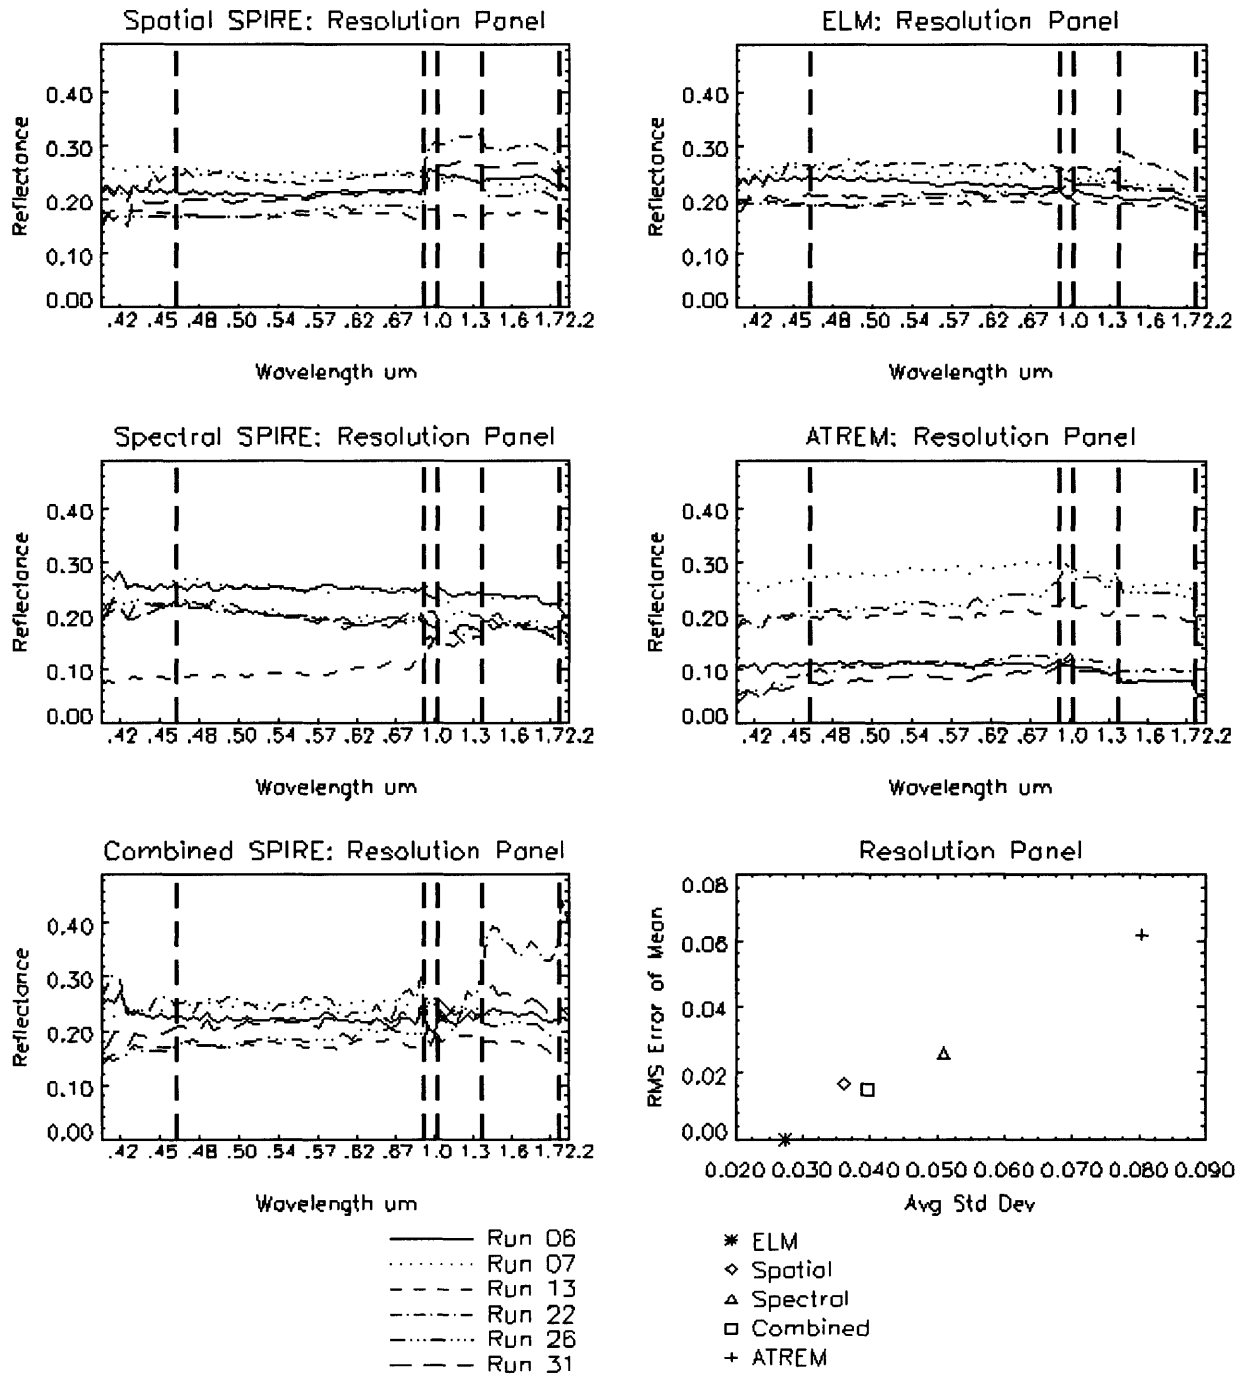 Spatial SPIRE: Resolution Panel
Reflectance
0.40
0.30
0.20
0.10
0.00
.42 .45 .48 .50 .54 .57 .62 .67 1.0 1.3 1.6 1.7 2.2
Wavelength um
ELM: Resolution Panel
Reflectance
0.40
0.30
0.20
0.10
0.00
.42 .45 .48 .50 .54 .57 .62 .67 1.0 1.3 1.6 1.7 2.2
Wavelength um
Spectral SPIRE: Resolution Panel
Reflectance
0.40
0.30
0.20
0.10
0.00
.42 .45 .48 .50 .54 .57 .62 .67 1.0 1.3 1.6 1.7 2.2
Wavelength um
ATREM: Resolution Panel
Reflectance
0.40
0.30
0.20
0.10
0.00
.42 .45 .48 .50 .54 .57 .62 .67 1.0 1.3 1.6 1.7 2.2
Wavelength um
Combined SPIRE: Resolution Panel
Reflectance
0.40
0.30
0.20
0.10
0.00
.42 .45 .48 .50 .54 .57 .62 .67 1.0 1.3 1.6 1.7 2.2
Wavelength um
Resolution Panel
RMS Error of Mean
0.08
0.06
0.04
0.02
0.00
0.020 0.030 0.040 0.050 0.060 0.070 0.080 0.090
Avg Std Dev
Run 06
Run 07
Run 13
Run 22
Run 26
Run 31
ELM
Spatial
Spectral
Combined
ATREM